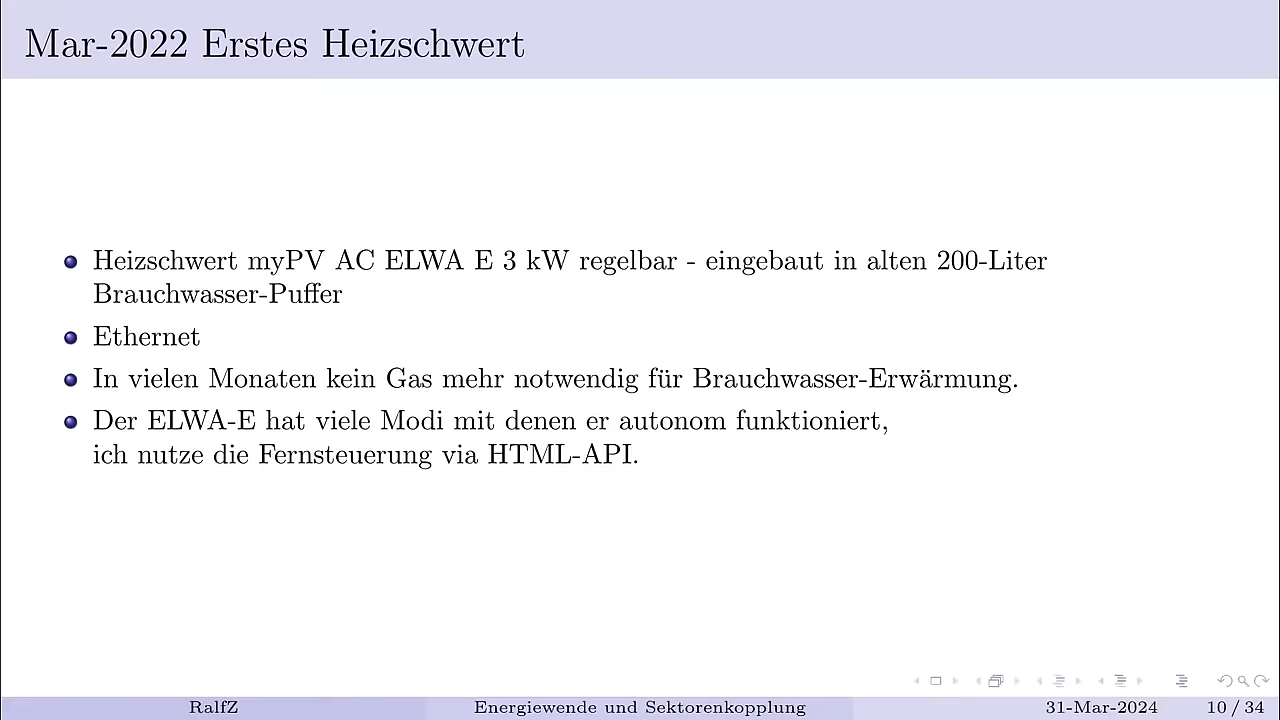 Mar-2022 Erstes Heizschwert
Heizschwert myPV AC ELWA E 3 kW regelbar - eingebaut in alten 200-Liter
Brauchwasser-Puffer
Ethernet
In vielen Monaten kein Gas mehr notwendig für Brauchwasser-Erwärmung.
Der ELWA-E hat viele Modi mit denen er autonom funktioniert,
ich nutze die Fernsteuerung via HTML-API.
RalfZ Energiewende und Sektorenkopplung 31-Mar-2024 10 / 34